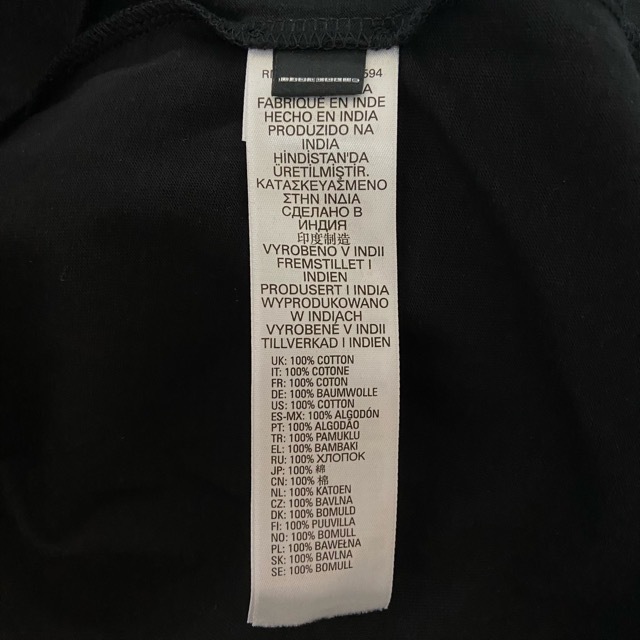 594
FABRIQUE EN INDE
HECHO EN INDIA
PRODUZIDO NA
INDIA
HİNDİSTAN'DA
ÜRETİLMİŞTİR.
ΚΑΤΑΣΚΕΥΑΣΜΕΝΟ
ΣΤΗΝ ΙΝΔΙΑ
СДЕЛАНО В
ИНДИЯ
印度制造
VYROBENO V INDII
FREMSTILLET I
INDIEN
PRODUSERT I INDIA
WYPRODUKOWANO
W INDIACH
VYROBENÉ V INDII
TILLVERKAD I INDIEN
UK: 100% COTTON
IT: 100% COTONE
FR: 100% COTON
DE: 100% BAUMWOLLE
US: 100% COTTON
ES-MX: 100% ALGODÓN
PT: 100% ALGODÃO
TR: 100% PAMUKLU
EL: 100% BAMBAKI
RU: 100% ХЛОПОК
JP: 100% 綿
CN: 100% 棉
NL: 100% KATOEN
CZ: 100% BAVLNA
DK: 100% BOMULD
FI: 100% PUUVILLA
NO: 100% BOMULL
PL: 100% BAWEŁNA
SK: 100% BAVLNA
SE: 100% BOMULL